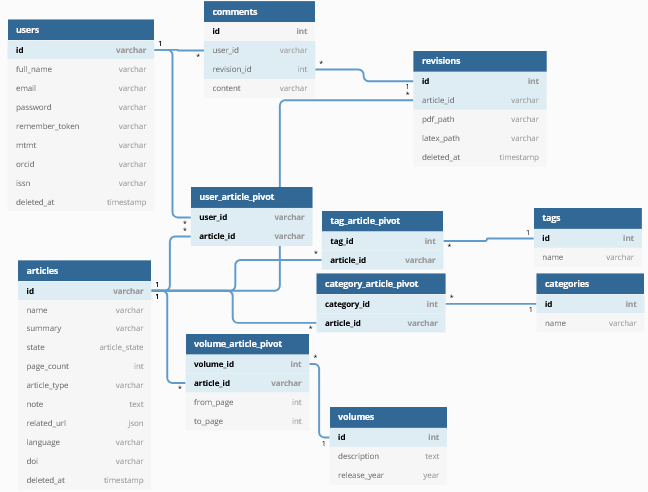 users
id varchar
full_name varchar
email varchar
password varchar
remember_token varchar
mtmt varchar
orcid varchar
issn varchar
deleted_at timestamp
comments
id int
user_id varchar
revision_id int
content varchar
revisions
id int
article_id varchar
pdf_path varchar
latex_path varchar
deleted_at timestamp
user_article_pivot
user_id varchar
article_id varchar
tag_article_pivot
tag_id int
article_id varchar
tags
id int
name varchar
articles
id varchar
name varchar
summary varchar
state article_state
page_count int
article_type varchar
note text
related_url json
language varchar
doi varchar
deleted_at timestamp
category_article_pivot
category_id int
article_id varchar
categories
id int
name varchar
volume_article_pivot
volume_id int
article_id varchar
from_page int
to_page int
volumes
id int
description text
release_year year
1
*
*
1
*
*
*
1
1
*
*
1
*
*
1
*
*
1